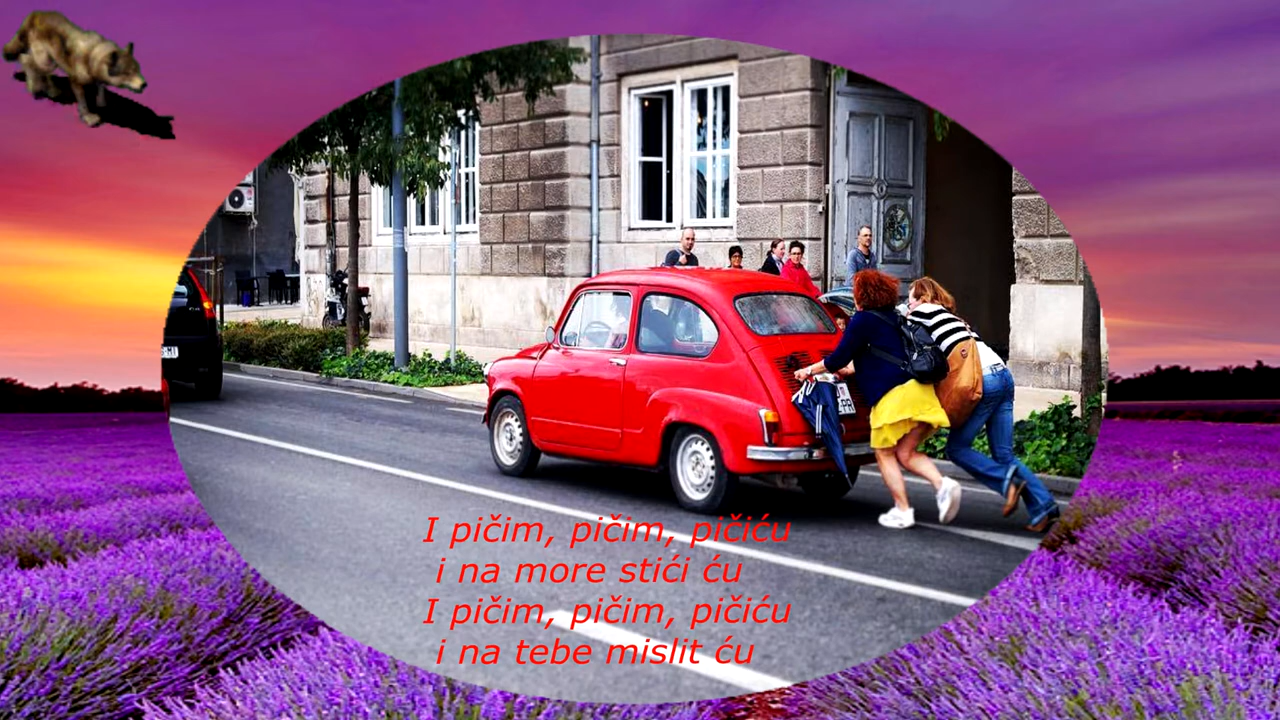 I pičim, pičim, pičiću
i na more stići ću
I pičim, pičim, pičiću
i na tebe mislit ću